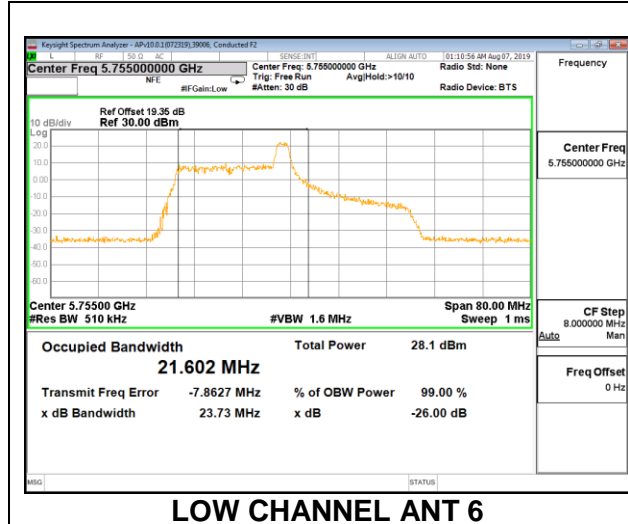 Keysight Spectrum Analyzer - APv10.0.1(072319),39006, Conducted F2
L RF 50 Ω AC SENSE:INT ALIGN AUTO 01:10:56 AM Aug 07, 2019
Center Freq 5.755000000 GHz Center Freq: 5.755000000 GHz Radio Std: None Frequency
NFE Trig: Free Run Avg|Hold:>10/10
#IFGain:Low #Atten: 30 dB Radio Device: BTS
Ref Offset 19.35 dB
10 dB/div Ref 30.00 dBm
Log
20.0
10.0
0.00
-10.0
-20.0
-30.0
-40.0
-50.0
-60.0
Center Freq
5.755000000 GHz
Center 5.75500 GHz Span 80.00 MHz
#Res BW 510 kHz #VBW 1.6 MHz Sweep 1 ms
CF Step
8.000000 MHz
Auto Man
Occupied Bandwidth Total Power 28.1 dBm
21.602 MHz
Transmit Freq Error -7.8627 MHz % of OBW Power 99.00 %
x dB Bandwidth 23.73 MHz x dB -26.00 dB
Freq Offset
0 Hz
MSG STATUS
LOW CHANNEL ANT 6